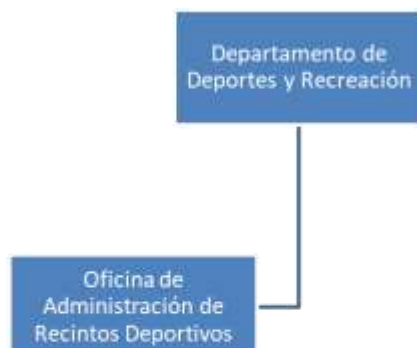 Departamento de
Deportes y Recreación
Oficina de
Administración de
Recintos Deportivos